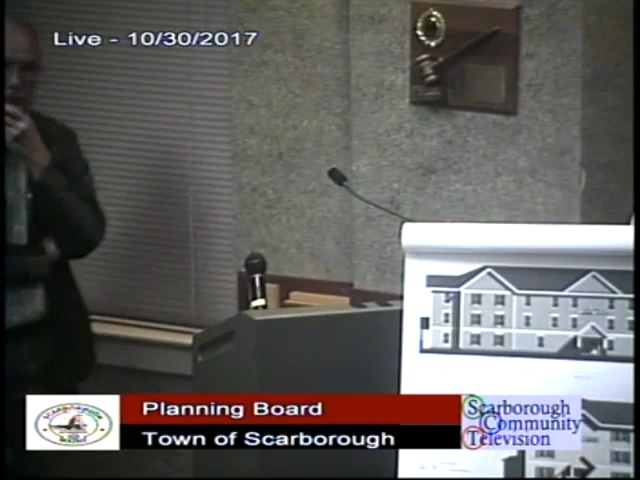 Live - 10/30/2017
Planning Board
Town of Scarborough
Scarborough
Community
Television